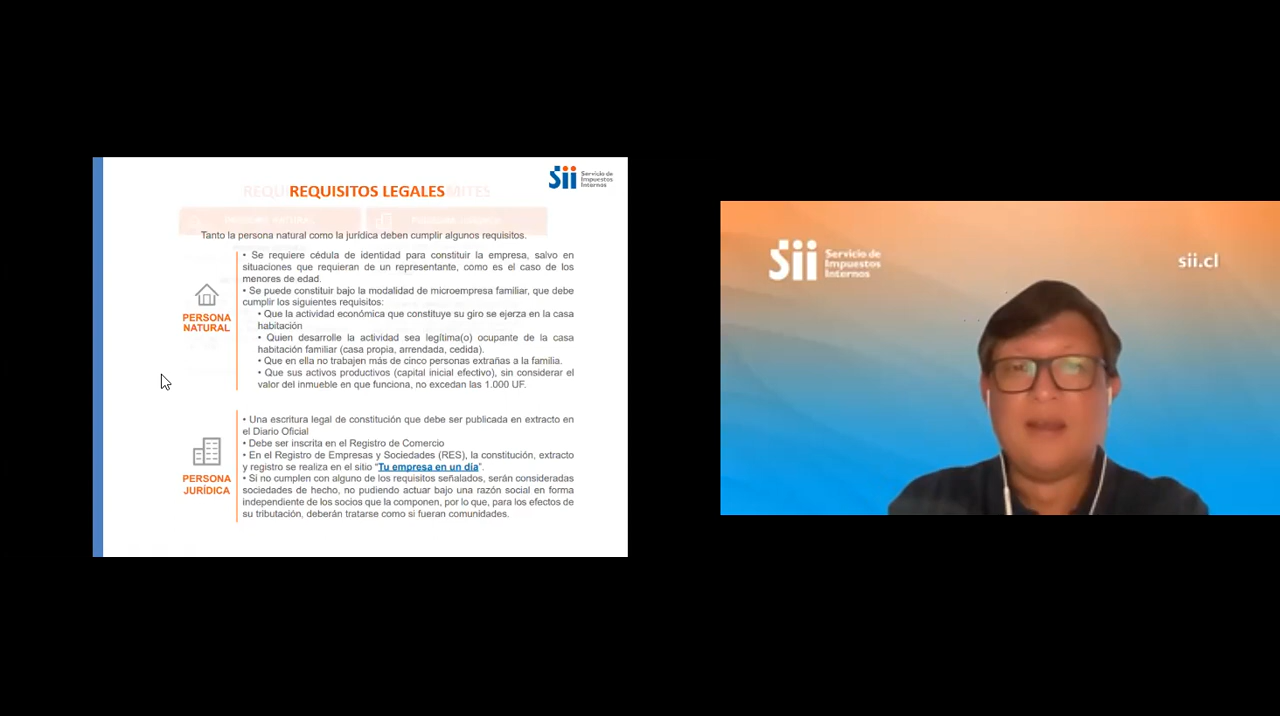 REQUISITOS LEGALES
Sii Servicio de
Impuestos
Internos
Tanto la persona natural como la jurídica deben cumplir algunos requisitos.
PERSONA
NATURAL
• Se requiere cédula de identidad para constituir la empresa, salvo en
situaciones que requieran de un representante, como es el caso de los
menores de edad.
• Se puede constituir bajo la modalidad de microempresa familiar, que debe
cumplir los siguientes requisitos:
• Que la actividad económica que constituye su giro se ejerza en la casa
habitación
• Quien desarrolle la actividad sea legítima(o) ocupante de la casa
habitación familiar (casa propia, arrendada, cedida).
• Que en ella no trabajen más de cinco personas extrañas a la familia.
• Que sus activos productivos (capital inicial efectivo), sin considerar el
valor del inmueble en que funciona, no excedan las 1.000 UF.
PERSONA
JURÍDICA
• Una escritura legal de constitución que debe ser publicada en extracto en
el Diario Oficial
• Debe ser inscrita en el Registro de Comercio
• En el Registro de Empresas y Sociedades (RES), la constitución, extracto
y registro se realiza en el sitio “Tu empresa en un día”.
• Si no cumplen con alguno de los requisitos señalados, serán consideradas
sociedades de hecho, no pudiendo actuar bajo una razón social en forma
independiente de los socios que la componen, por lo que, para los efectos de
su tributación, deberán tratarse como si fueran comunidades.
Sii Servicio de
Impuestos
Internos
sii.cl